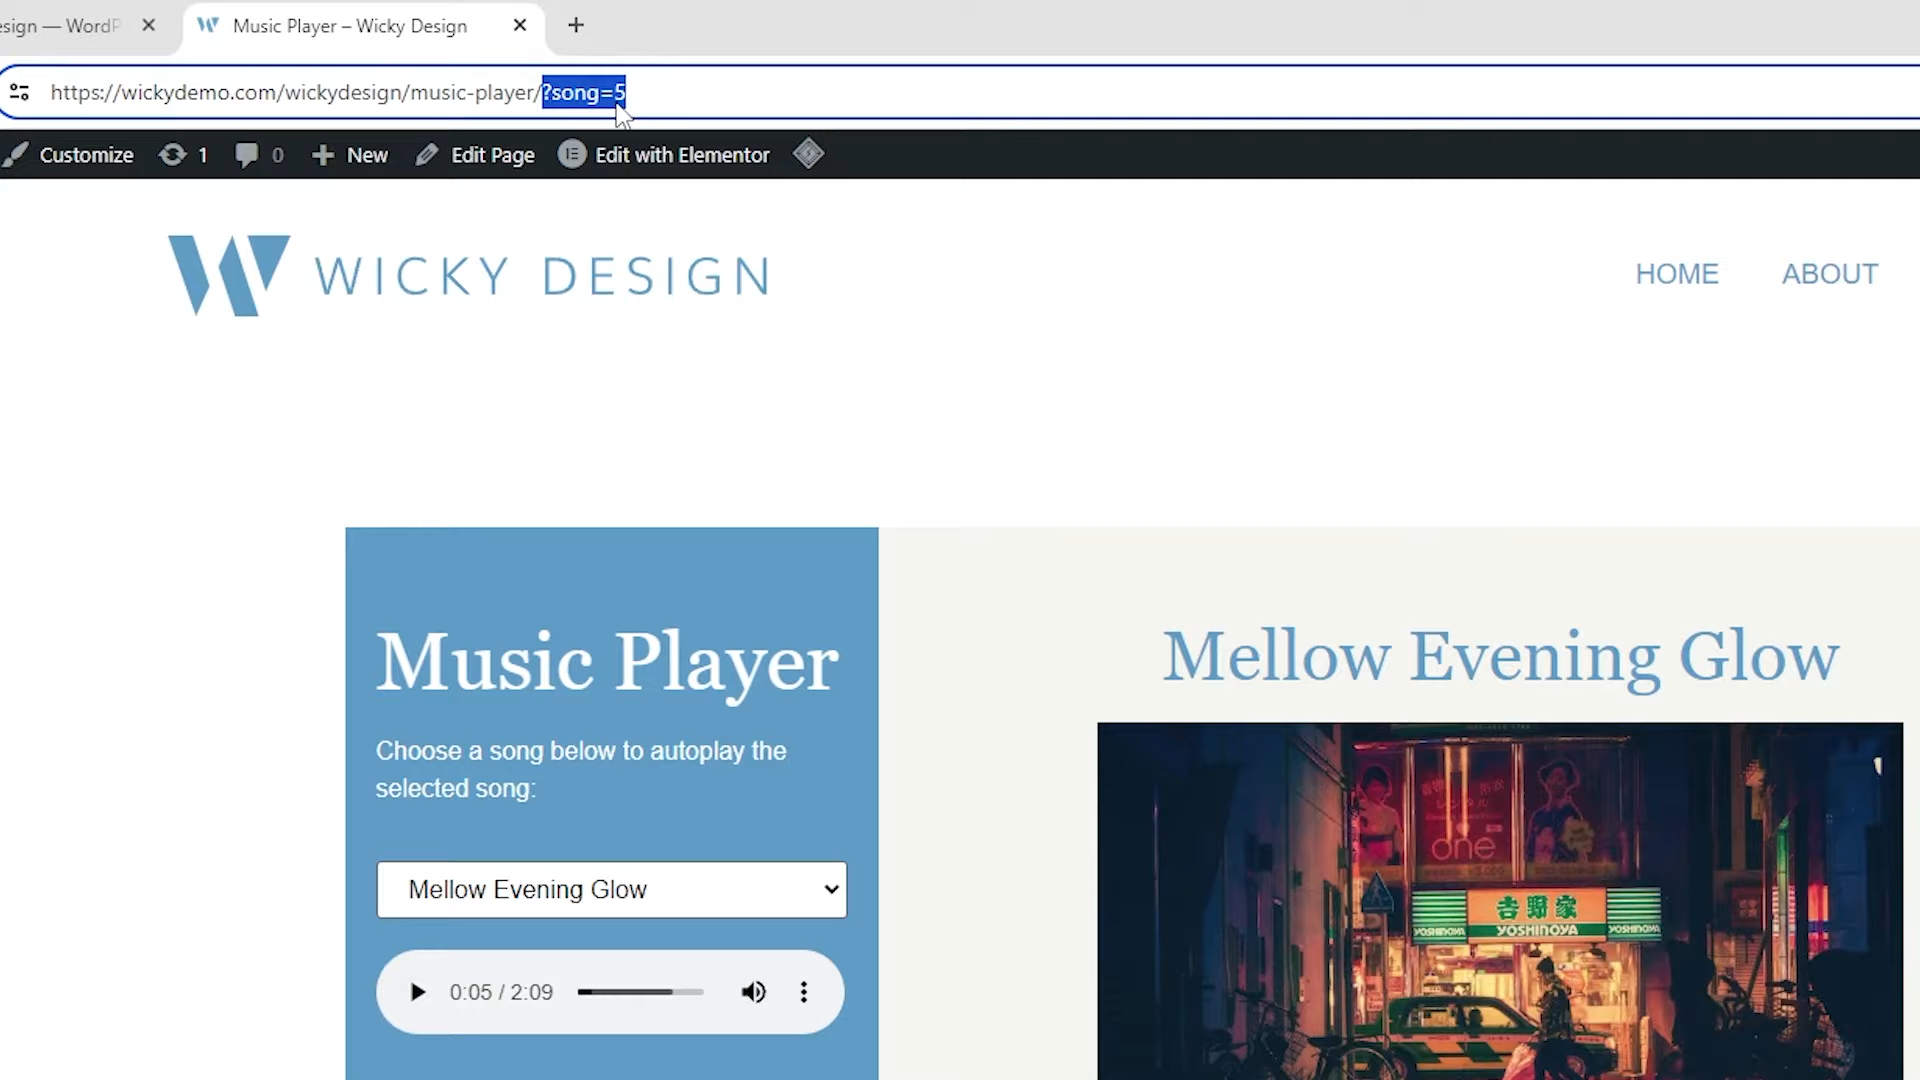 esign — WordP
Music Player – Wicky Design
https://wickydemo.com/wickydesign/music-player/?song=5
Customize 1 0 New Edit Page Edit with Elementor
WICKY DESIGN
HOME ABOUT
Music Player
Choose a song below to autoplay the
selected song:
Mellow Evening Glow
0:05 / 2:09
Mellow Evening Glow
one
吉野家
YOSHINOYA YOSHINOYA YOSHINOYA